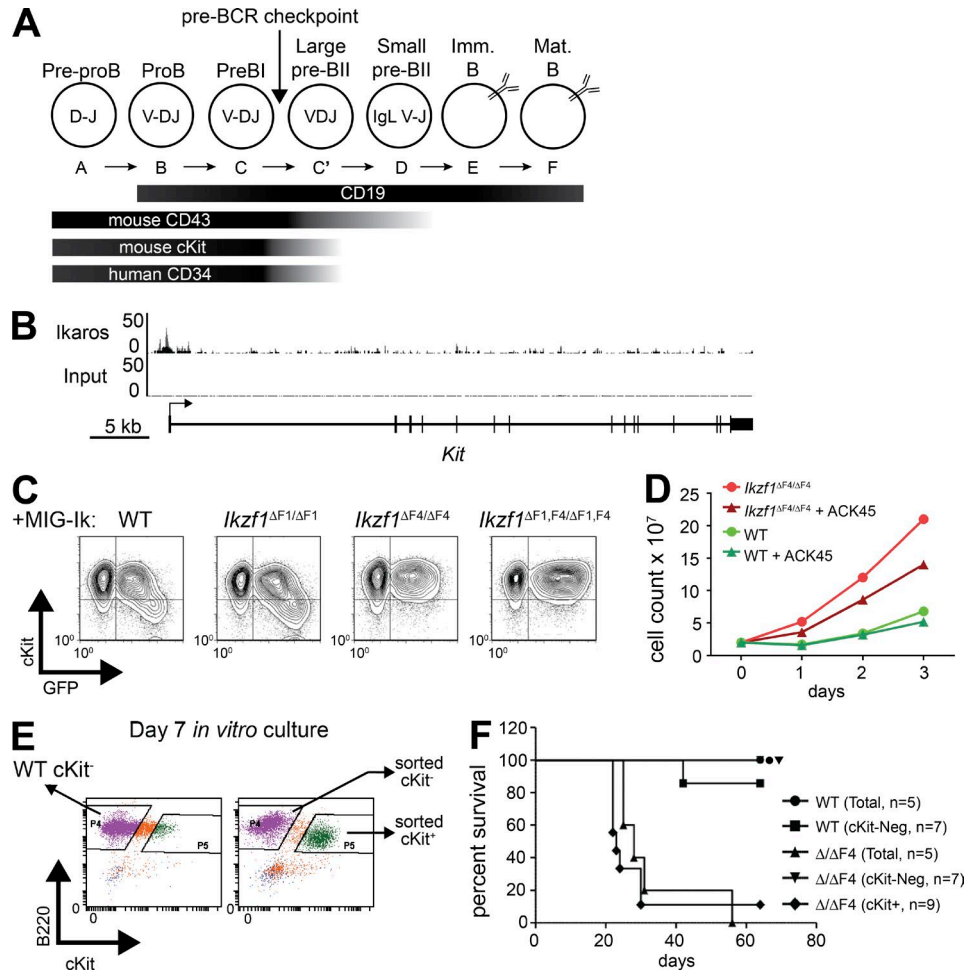 A
pre-BCR checkpoint
Pre-proB ProB PreBI Large pre-BII Small pre-BII Imm. B Mat. B
D-J V-DJ V-DJ VDJ IgL V-J
A B C C’ D E F
CD19
mouse CD43
mouse cKit
human CD34
B
Ikaros 50 0
Input 50 0
5 kb
Kit
C
+MIG-Ik: WT Ikzf1ΔF1/ΔF1 Ikzf1ΔF4/ΔF4 Ikzf1ΔF1,F4/ΔF1,F4
10⁰ 10⁰ 10⁰ 10⁰
cKit
GFP
D
Ikzf1ΔF4/ΔF4
Ikzf1ΔF4/ΔF4 + ACK45
WT
WT + ACK45
cell count x 10⁷
25
20
15
10
5
0
0 1 2 3
days
E
Day 7 in vitro culture
WT cKit⁻
sorted cKit⁻
sorted cKit⁺
P4 P5
P4 P5
0 0
0 0
B220
cKit
F
percent survival
120
100
80
60
40
20
0
0 20 40 60 80
days
WT (Total, n=5)
WT (cKit-Neg, n=7)
Δ/ΔF4 (Total, n=5)
Δ/ΔF4 (cKit-Neg, n=7)
Δ/ΔF4 (cKit+, n=9)